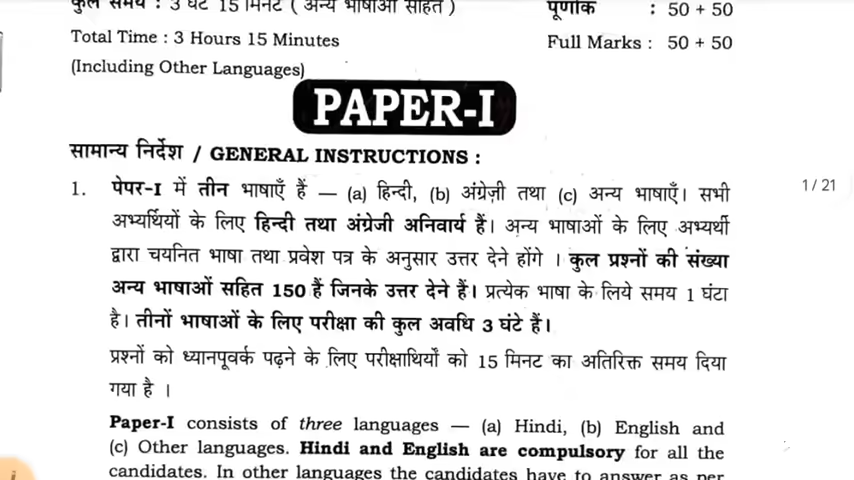 कुल समय : 3 घंटे 15 मिनट ( अन्य भाषाओं सहित )
पूर्णांक : 50 + 50
Total Time : 3 Hours 15 Minutes
Full Marks : 50 + 50
(Including Other Languages)
PAPER-I
सामान्य निर्देश / GENERAL INSTRUCTIONS :
1. पेपर-I में तीन भाषाएँ हैं — (a) हिन्दी, (b) अंग्रेज़ी तथा (c) अन्य भाषाएँ। सभी
अभ्यर्थियों के लिए हिन्दी तथा अंग्रेजी अनिवार्य हैं। अन्य भाषाओं के लिए अभ्यर्थी
द्वारा चयनित भाषा तथा प्रवेश पत्र के अनुसार उत्तर देने होंगे । कुल प्रश्नों की संख्या
अन्य भाषाओं सहित 150 हैं जिनके उत्तर देने हैं। प्रत्येक भाषा के लिये समय 1 घंटा
है। तीनों भाषाओं के लिए परीक्षा की कुल अवधि 3 घंटे हैं।
प्रश्नों को ध्यानपूवर्क पढ़ने के लिए परीक्षार्थियों को 15 मिनट का अतिरिक्त समय दिया
गया है ।
Paper-I consists of three languages — (a) Hindi, (b) English and
(c) Other languages. Hindi and English are compulsory for all the
candidates. In other languages the candidates have to answer as per
1 / 21